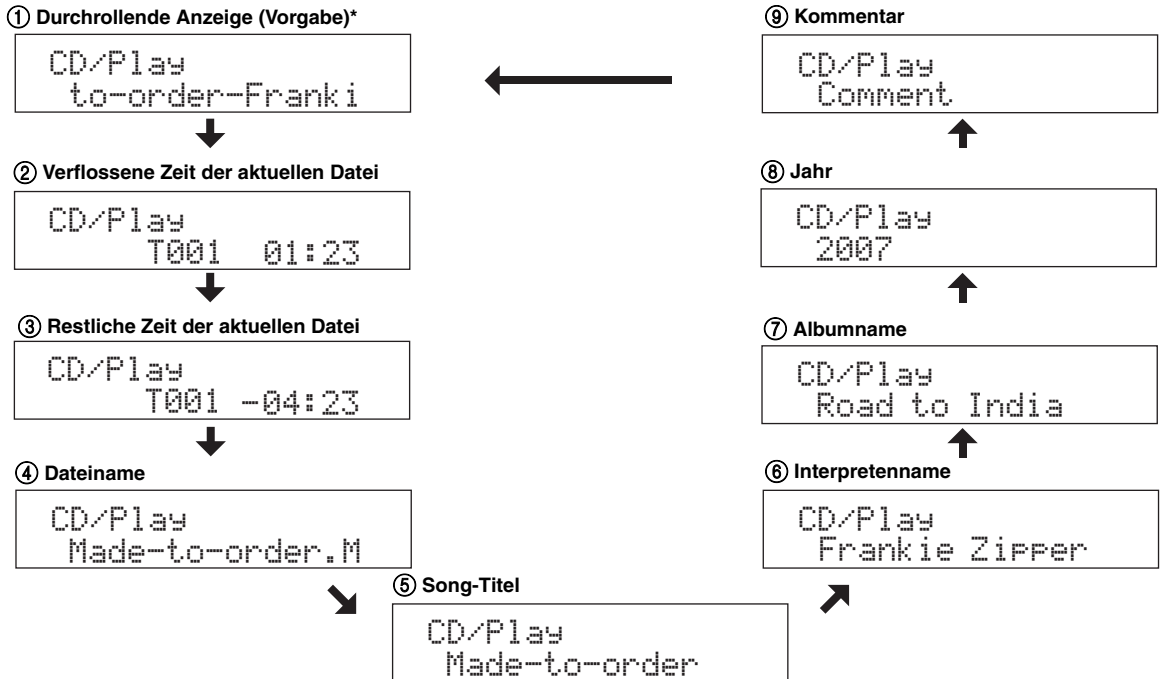 ① Durchrollende Anzeige (Vorgabe)*
CD/Play
to-order-Franki
② Verflossene Zeit der aktuellen Datei
CD/Play
T001 01:23
③ Restliche Zeit der aktuellen Datei
CD/Play
T001 -04:23
④ Dateiname
CD/Play
Made-to-order.M
⑤ Song-Titel
CD/Play
Made-to-order
⑥ Interpretenname
CD/Play
Frankie Zipper
⑦ Albumname
CD/Play
Road to India
⑧ Jahr
CD/Play
2007
⑨ Kommentar
CD/Play
Comment